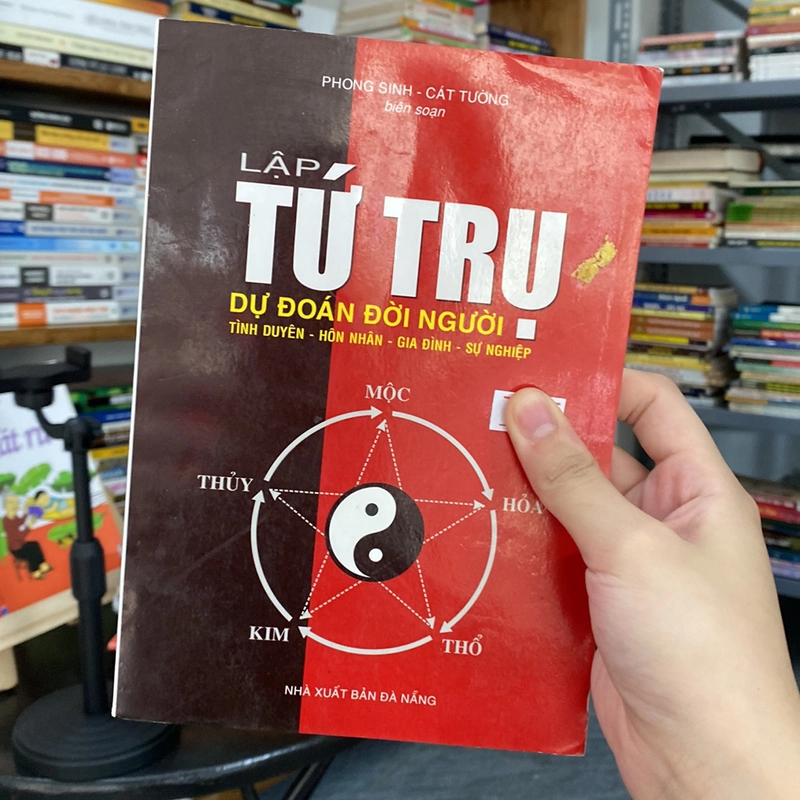 PHONG SINH - CÁT TƯỜNG
biên soạn
LẬP
TỨ TRỤ
DỰ ĐOÁN ĐỜI NGƯỜI
TÌNH DUYÊN - HÔN NHÂN - GIA ĐÌNH - SỰ NGHIỆP
MỘC
THỦY
HỎA
KIM
THỔ
NHÀ XUẤT BẢN ĐÀ NẴNG